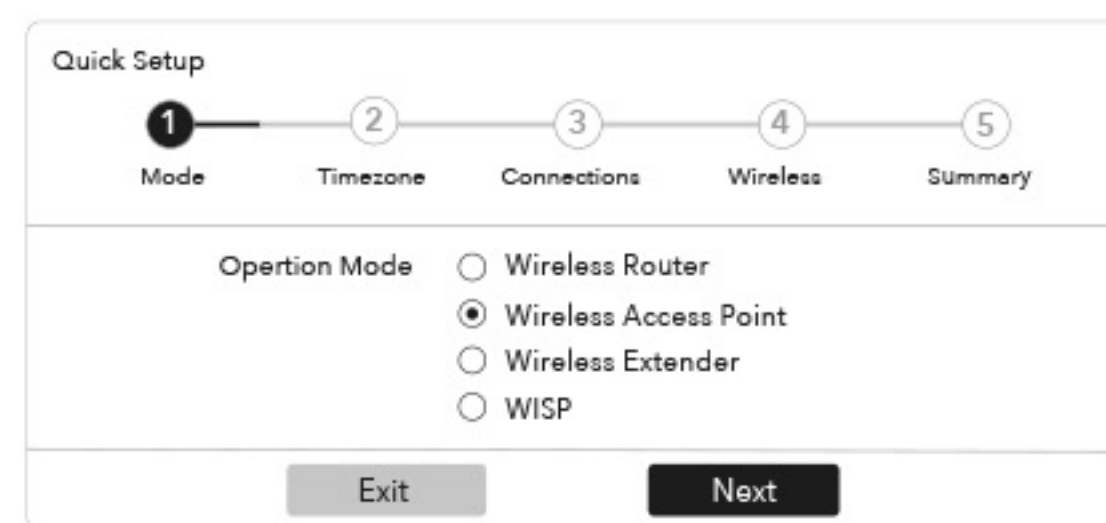 Quick Setup
1 2 3 4 5
Mode Timezone Connections Wireless Summary
Opertion Mode Wireless Router
Wireless Access Point
Wireless Extender
WISP
Exit Next